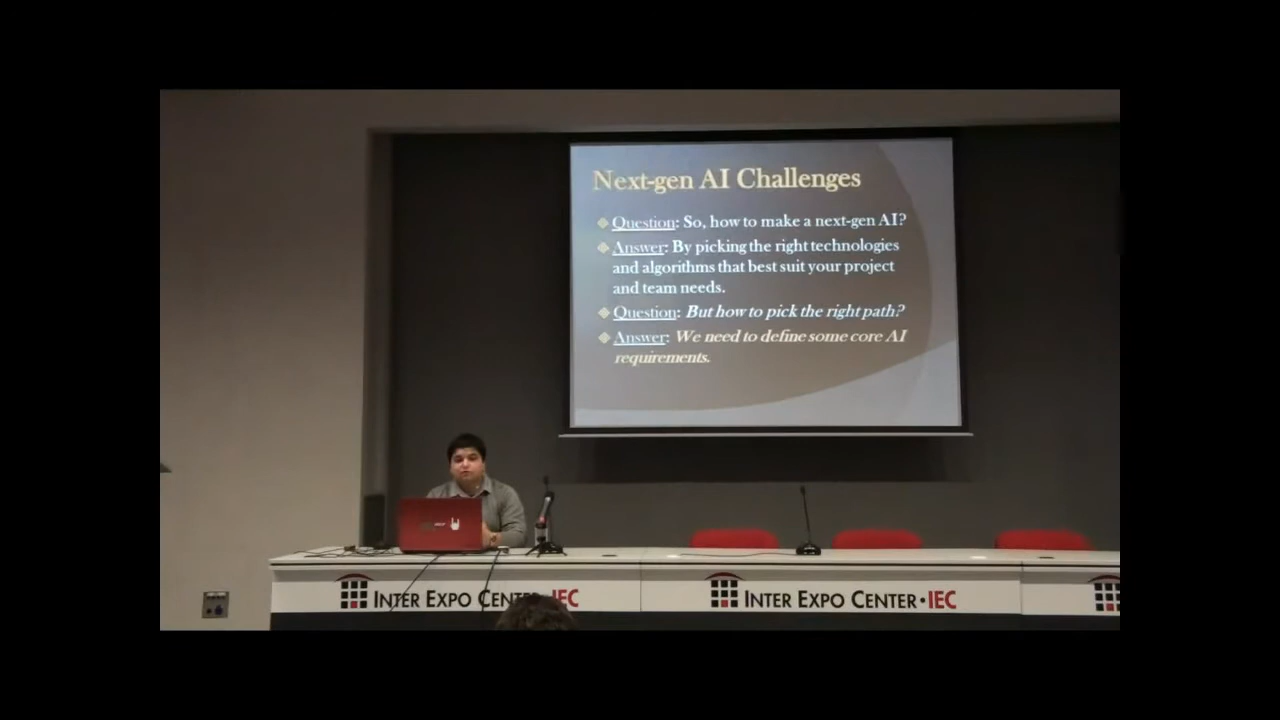 Next-gen AI Challenges
Question: So, how to make a next-gen AI?
Answer: By picking the right technologies
and algorithms that best suit your project
and team needs.
Question: But how to pick the right path?
Answer: We need to define some core AI
requirements.
INTER EXPO CENTER IEC
INTER EXPO CENTER • IEC